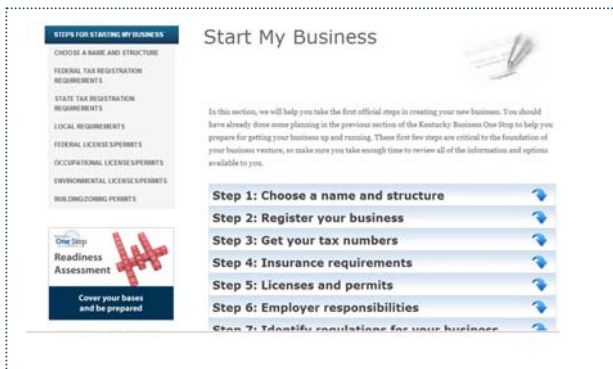 STEPS FOR STARTING MY BUSINESS
CHOOSE A NAME AND STRUCTURE
FEDERAL TAX REGISTRATION
REQUIREMENTS
STATE TAX REGISTRATION
REQUIREMENTS
LOCAL REQUIREMENTS
FEDERAL LICENSES/PERMITS
OCCUPATIONAL LICENSES/PERMITS
ENVIRONMENTAL LICENSES/PERMITS
BUILDING/ZONING PERMITS
One Stop
Readiness
Assessment
Cover your bases
and be prepared
Start My Business
In this section, we will help you take the first official steps in creating your new business. You should
have already done some planning in the previous section of the Kentucky Business One Stop to help you
prepare for getting your business up and running. These first few steps are critical to the foundation of
your business venture, so make sure you take enough time to review all of the information and options
available to you.
Step 1: Choose a name and structure
Step 2: Register your business
Step 3: Get your tax numbers
Step 4: Insurance requirements
Step 5: Licenses and permits
Step 6: Employer responsibilities
Step 7: Identify regulations for your business